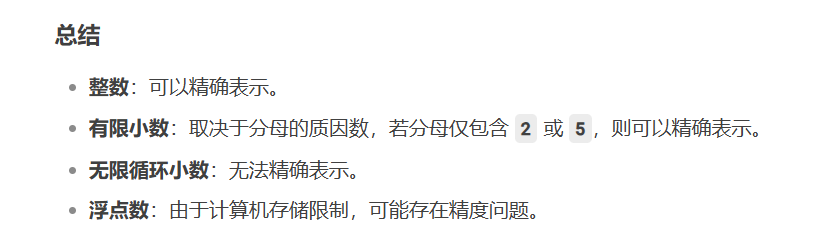 总结
整数：可以精确表示。
有限小数：取决于分母的质因数，若分母仅包含 2 或 5，则可以精确表示。
无限循环小数：无法精确表示。
浮点数：由于计算机存储限制，可能存在精度问题。